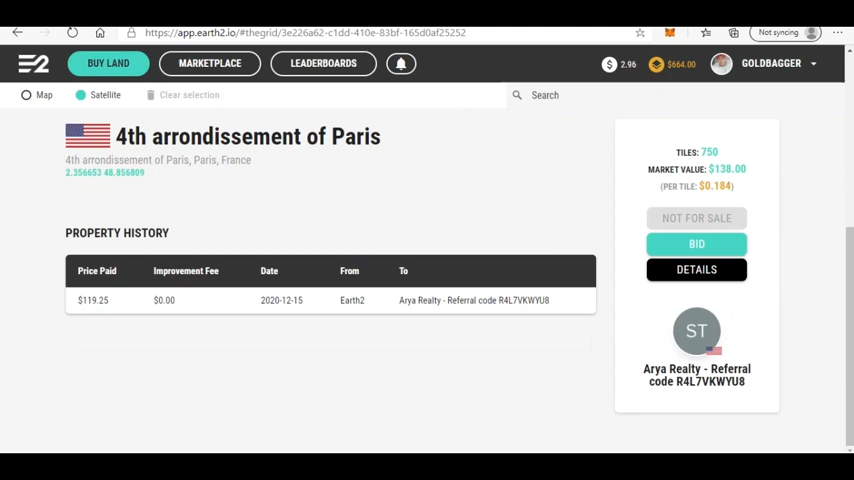 https://app.earth2.io/#thegrid/3e226a62-c1dd-410e-83bf-165d0af25252
Not syncing
E2
BUY LAND
MARKETPLACE
LEADERBOARDS
$ 2.96
$664.00
GOLDBAGGER
Map
Satellite
Clear selection
Search
4th arrondissement of Paris
4th arrondissement of Paris, Paris, France
2.356653 48.856809
TILES: 750
MARKET VALUE: $138.00
(PER TILE: $0.184)
NOT FOR SALE
BID
DETAILS
PROPERTY HISTORY
Price Paid Improvement Fee Date From To
$119.25 $0.00 2020-12-15 Earth2 Arya Realty - Referral code R4L7VKWYU8
ST
Arya Realty - Referral
code R4L7VKWYU8